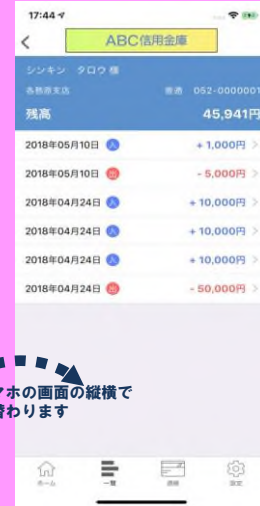 17:44
ABC信用金庫
シンキン タロウ 様
各務原支店 普通 052-0000001
残高 45,941円
2018年05月10日 入 + 1,000円
2018年05月10日 出 - 5,000円
2018年04月24日 入 + 10,000円
2018年04月24日 入 + 10,000円
2018年04月24日 入 + 10,000円
2018年04月24日 出 - 50,000円
マホの画面の縦横で
替わります
ホーム 一覧 通帳 設定